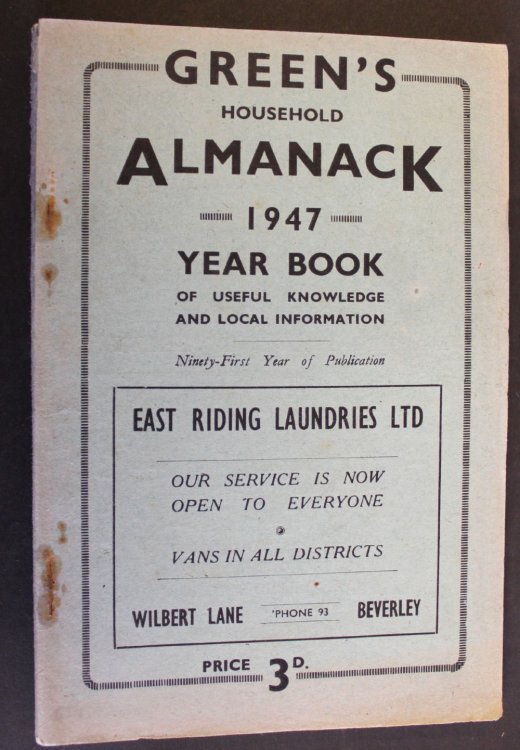 GREEN'S
HOUSEHOLD
ALMANACK
1947
YEAR BOOK
OF USEFUL KNOWLEDGE
AND LOCAL INFORMATION
Ninety-First Year of Publication
EAST RIDING LAUNDRIES LTD
OUR SERVICE IS NOW
OPEN TO EVERYONE
VANS IN ALL DISTRICTS
WILBERT LANE 'PHONE 93 BEVERLEY
PRICE 3D.